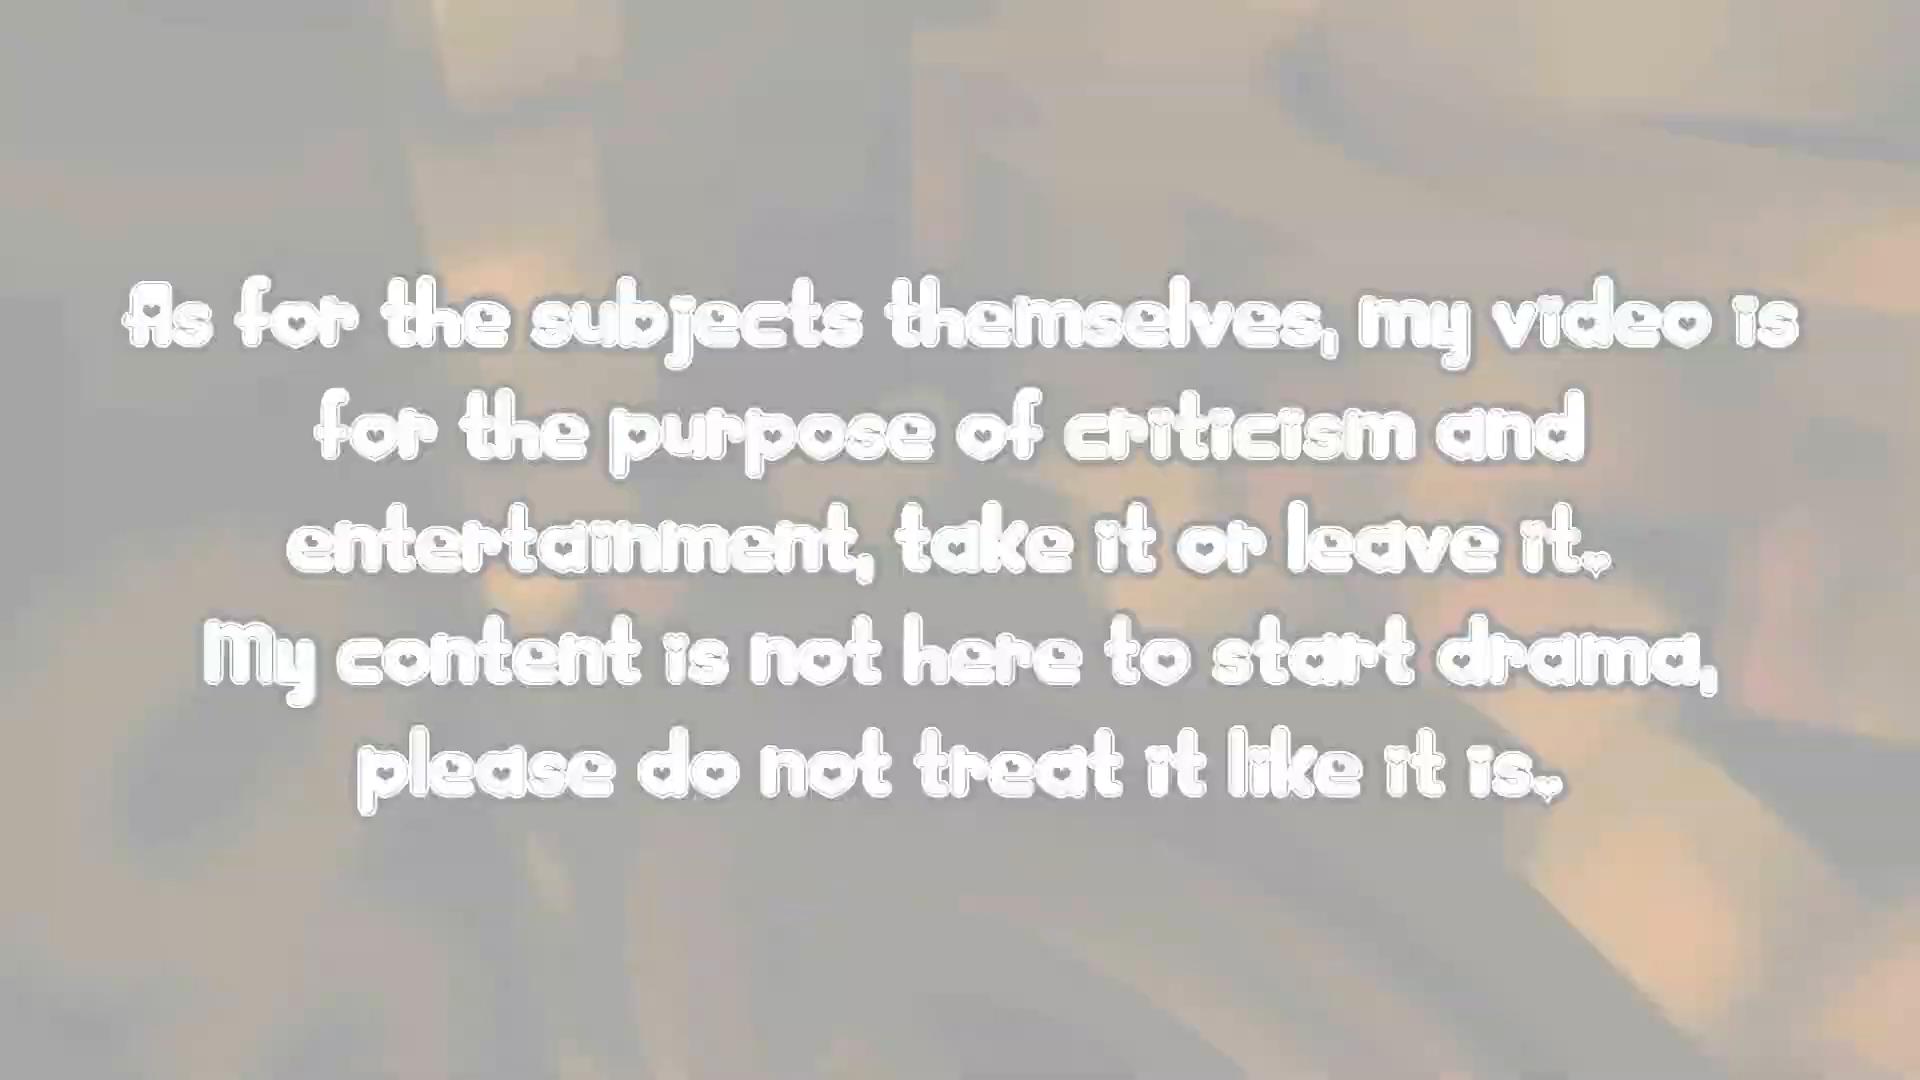 As for the subjects themselves, my video is
for the purpose of criticism and
entertainment, take it or leave it.
My content is not here to start drama,
please do not treat it like it is.